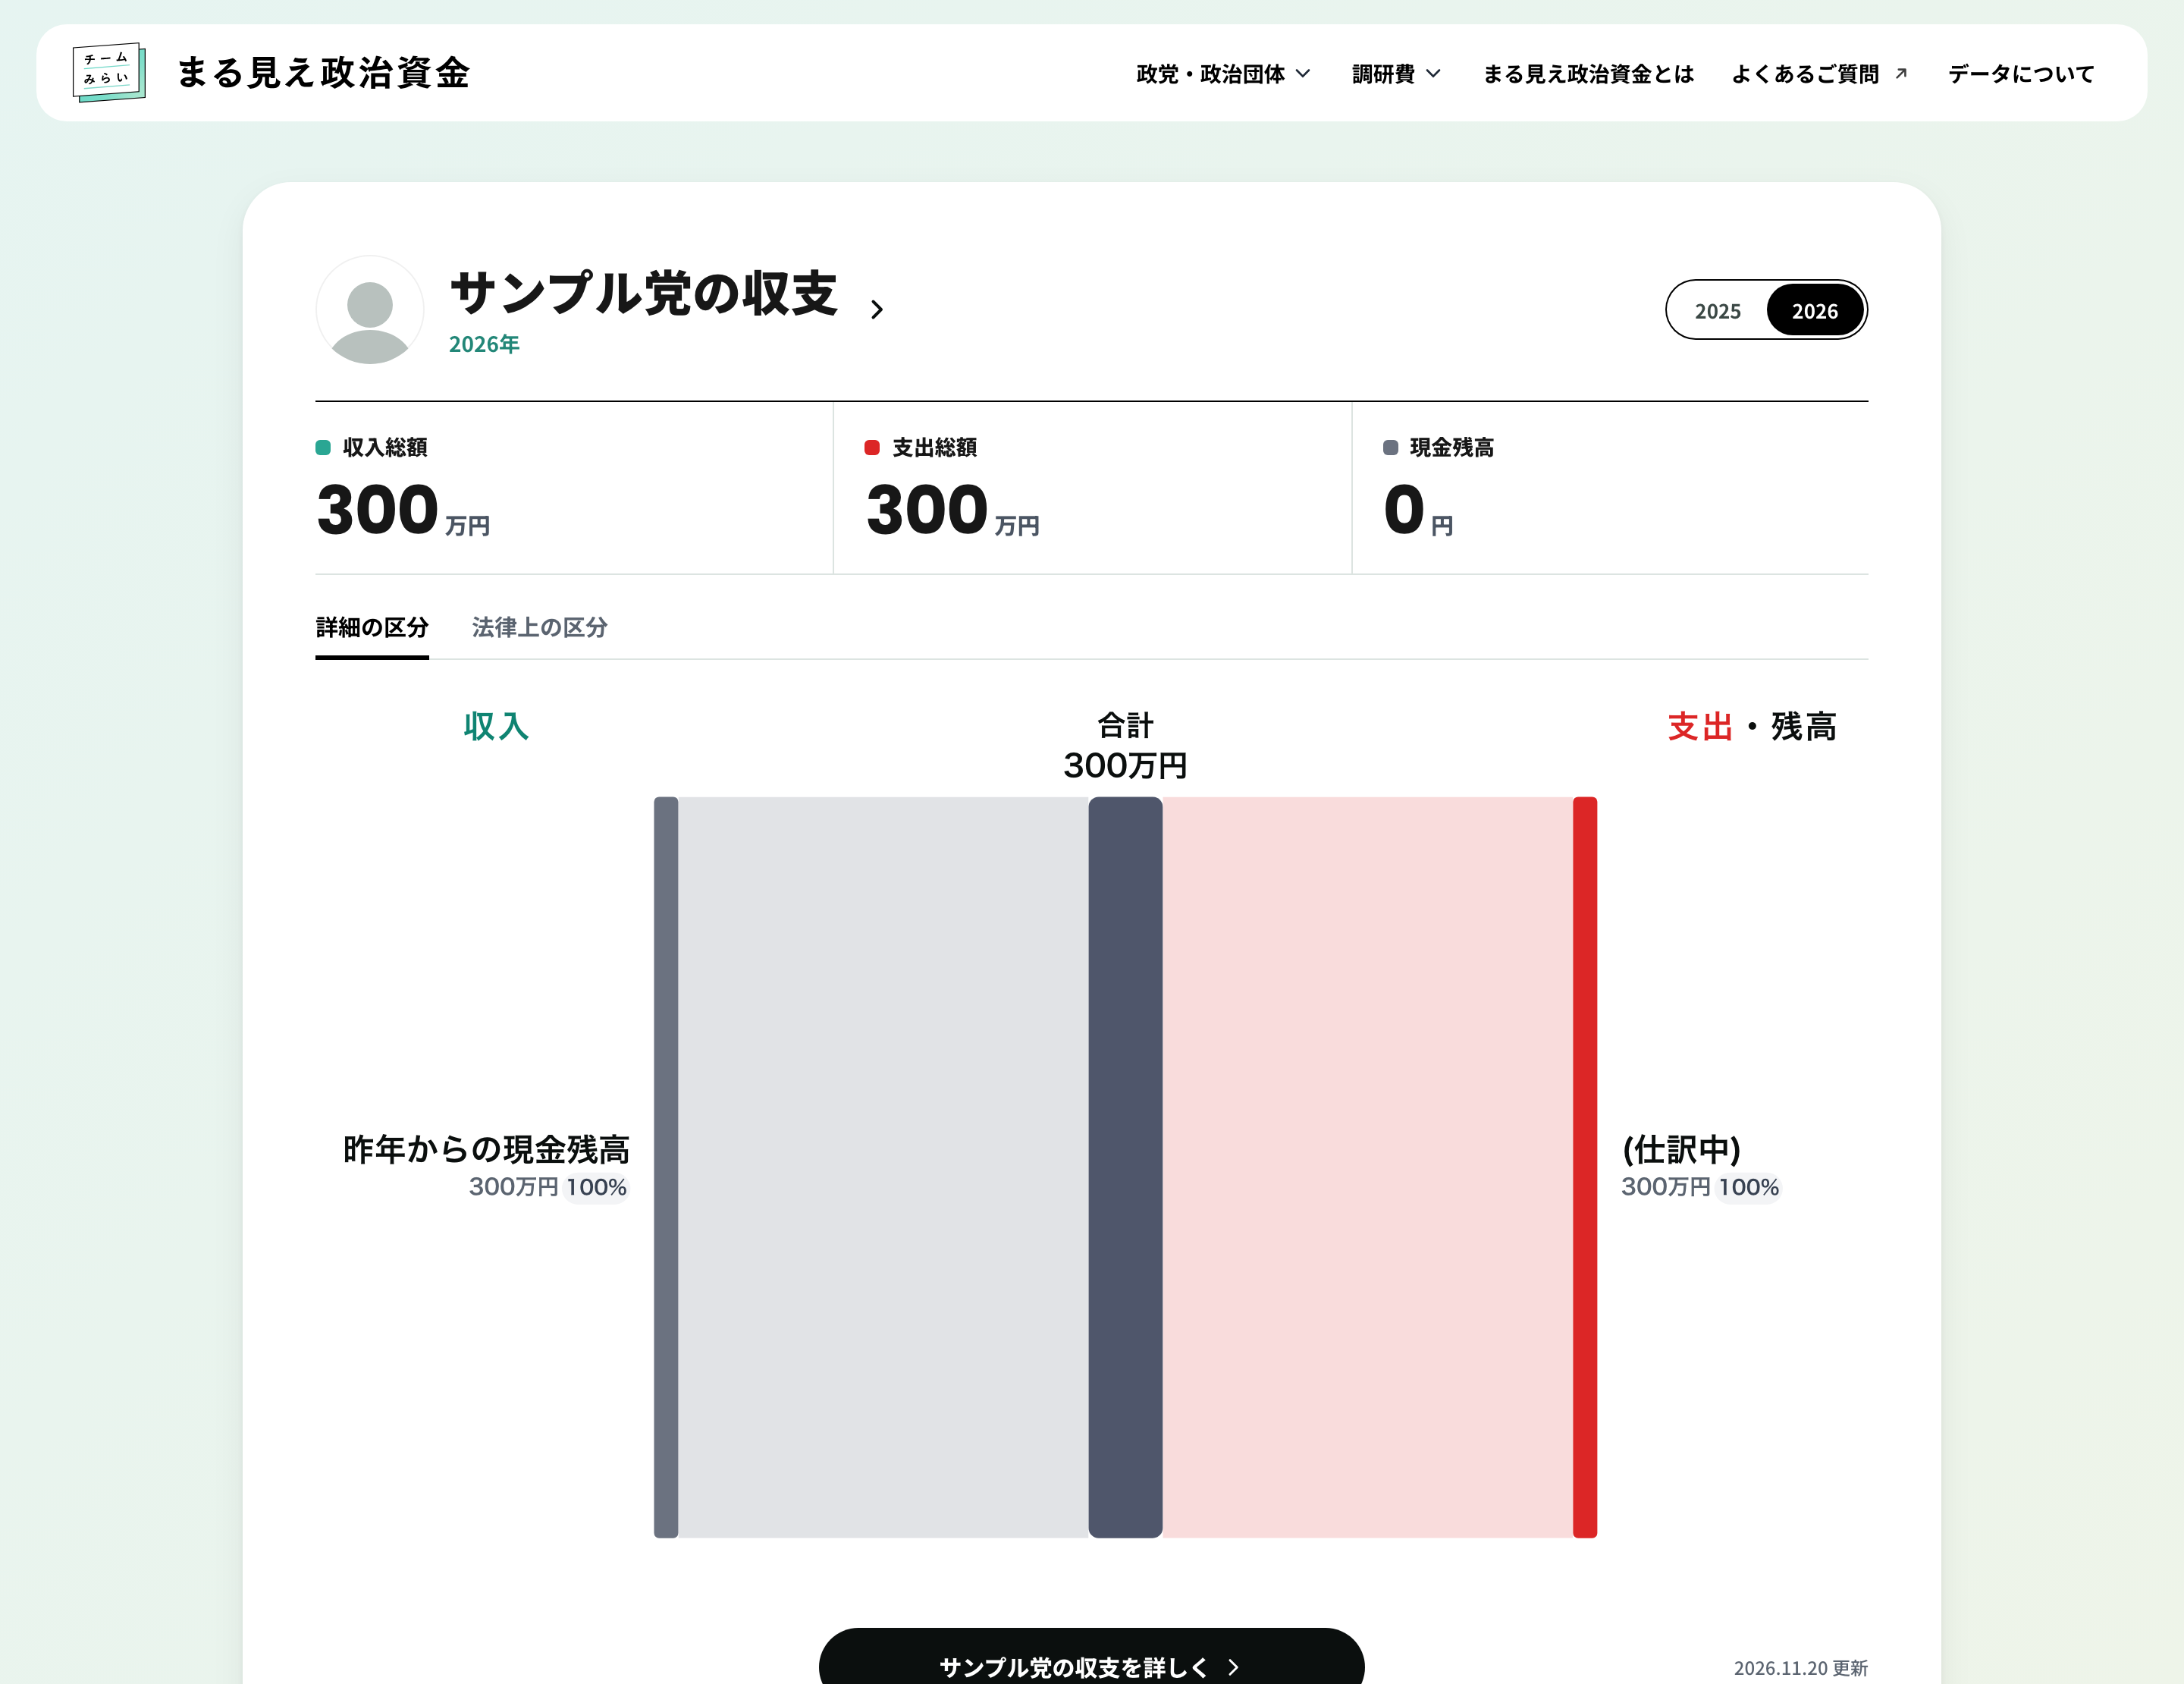 チーム
みらい
まる見え政治資金
政党・政治団体
調研費
まる見え政治資金とは
よくあるご質問
データについて
サンプル党の収支
2026年
2025
2026
収入総額
300万円
支出総額
300万円
現金残高
0円
詳細の区分
法律上の区分
収入
合計
300万円
支出・残高
昨年からの現金残高
300万円 100%
(仕訳中)
300万円 100%
サンプル党の収支を詳しく
2026.11.20 更新